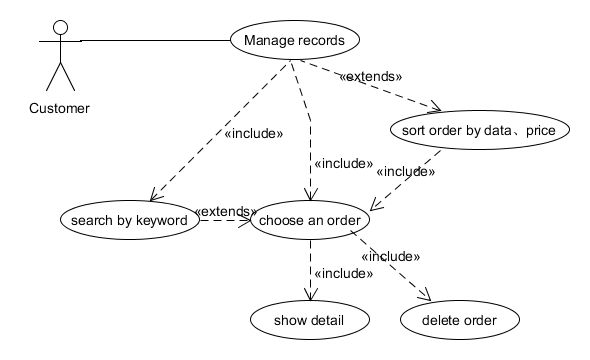 Manage records
«extends»
Customer
sort order by data、price
«include»
«include»
«include»
search by keyword
«extends»
choose an order
«include»
«include»
show detail
delete order